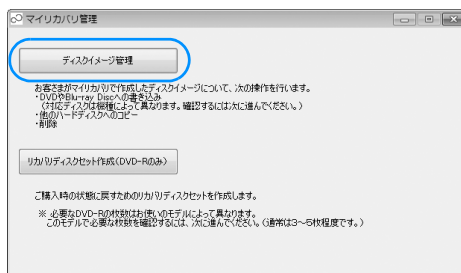 マイリカバリ管理
ディスクイメージ管理
お客さまがマイリカバリで作成したディスクイメージについて、次の操作を行います。
・DVDやBlu-ray Discへの書き込み
(対応ディスクは機種によって異なります。確認するには次に進んでください。)
・他のハードディスクへのコピー
・削除
リカバリディスクセット作成(DVD-Rのみ)
ご購入時の状態に戻すためのリカバリディスクセットを作成します。
※ 必要なDVD-Rの枚数はお使いのモデルによって異なります。
このモデルで必要な枚数を確認するには、次に進んでください。(通常は3～6枚程度です。)